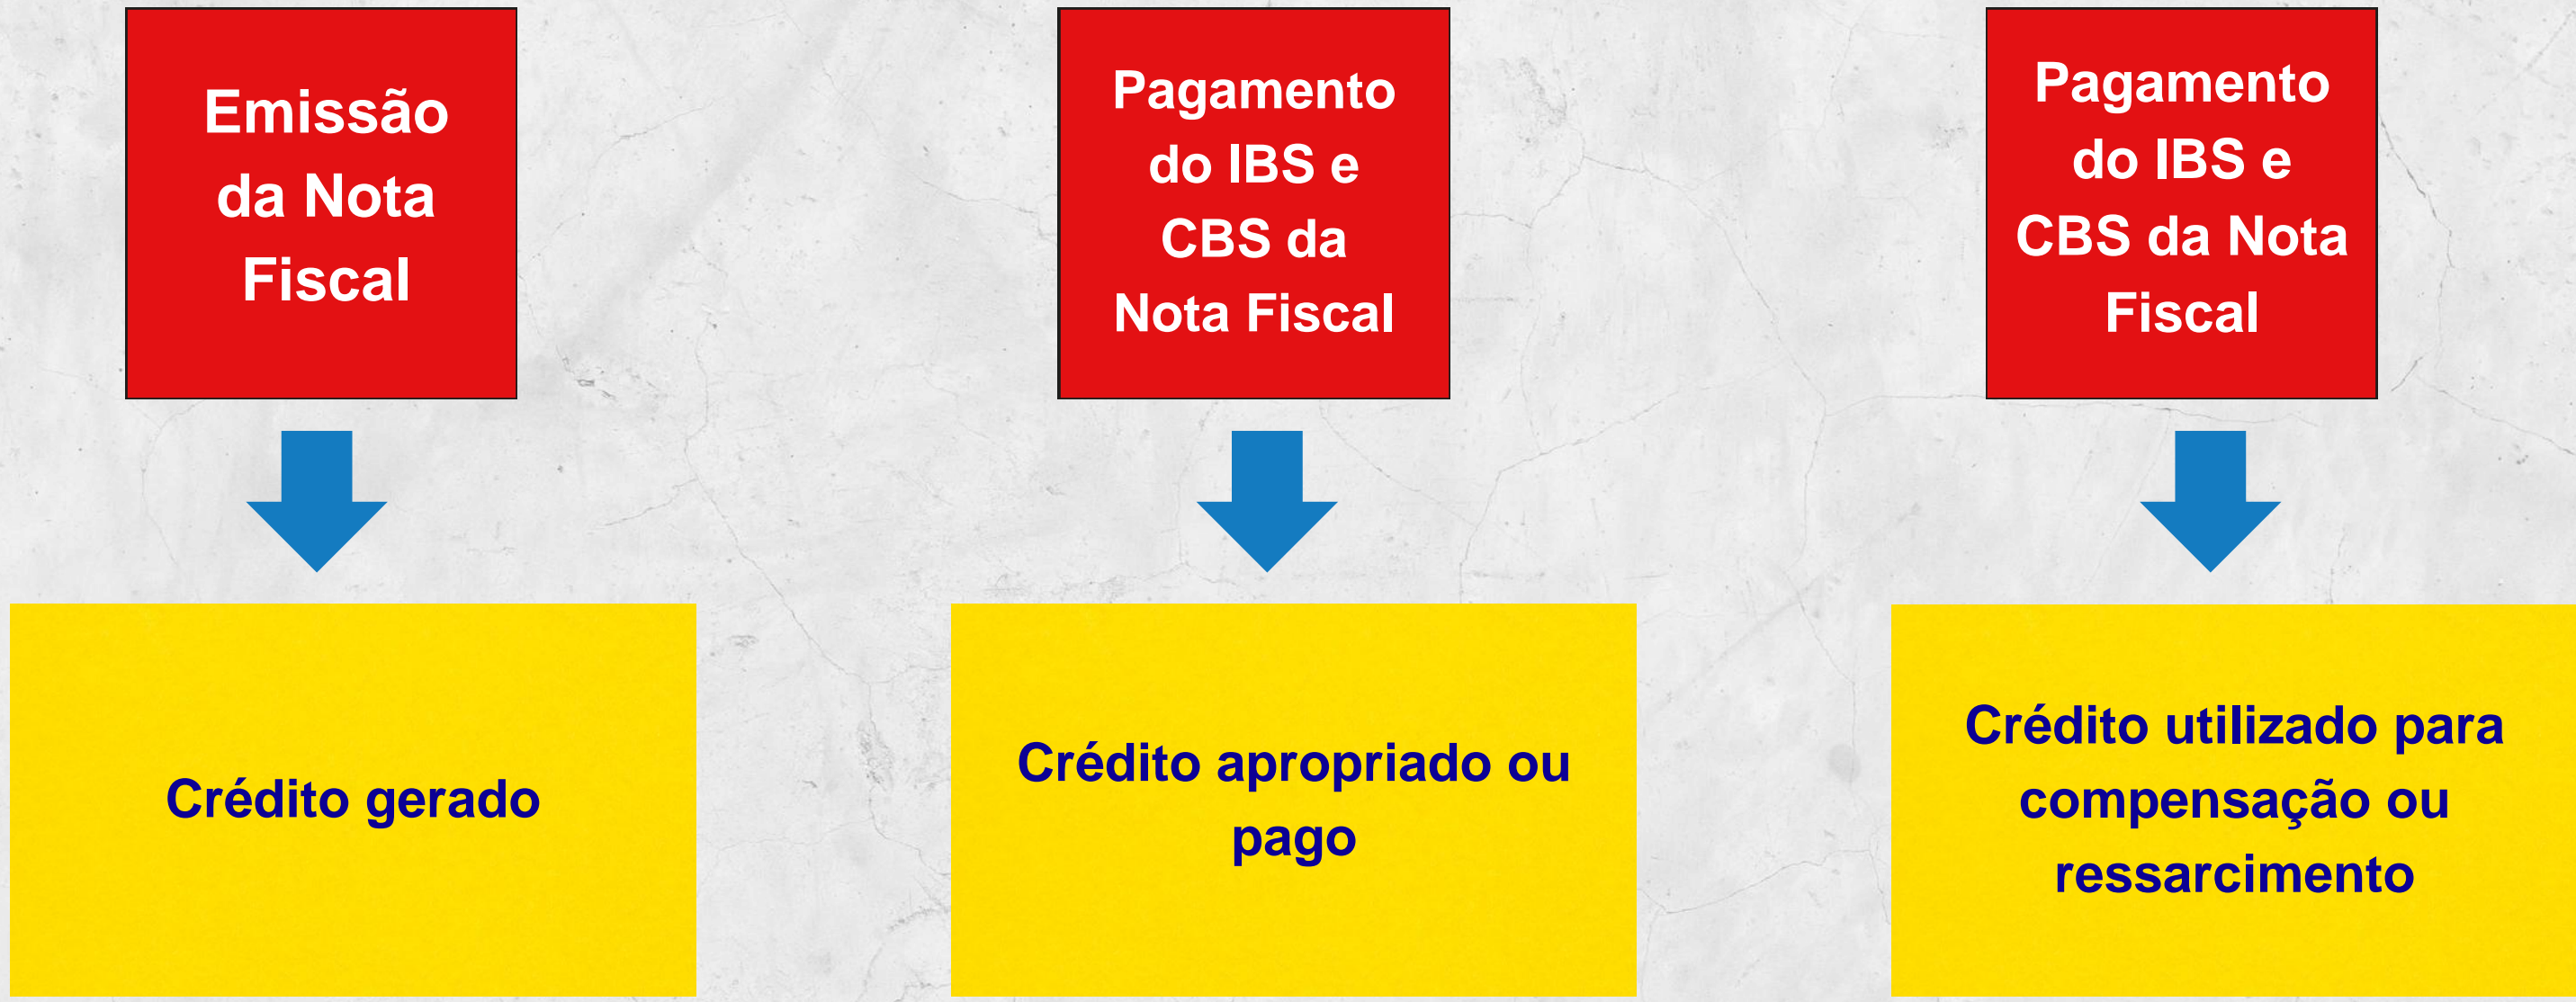 Emissão
da Nota
Fiscal
Pagamento
do IBS e
CBS da
Nota Fiscal
Pagamento
do IBS e
CBS da Nota
Fiscal
Crédito gerado
Crédito apropriado ou
pago
Crédito utilizado para
compensação ou
ressarcimento